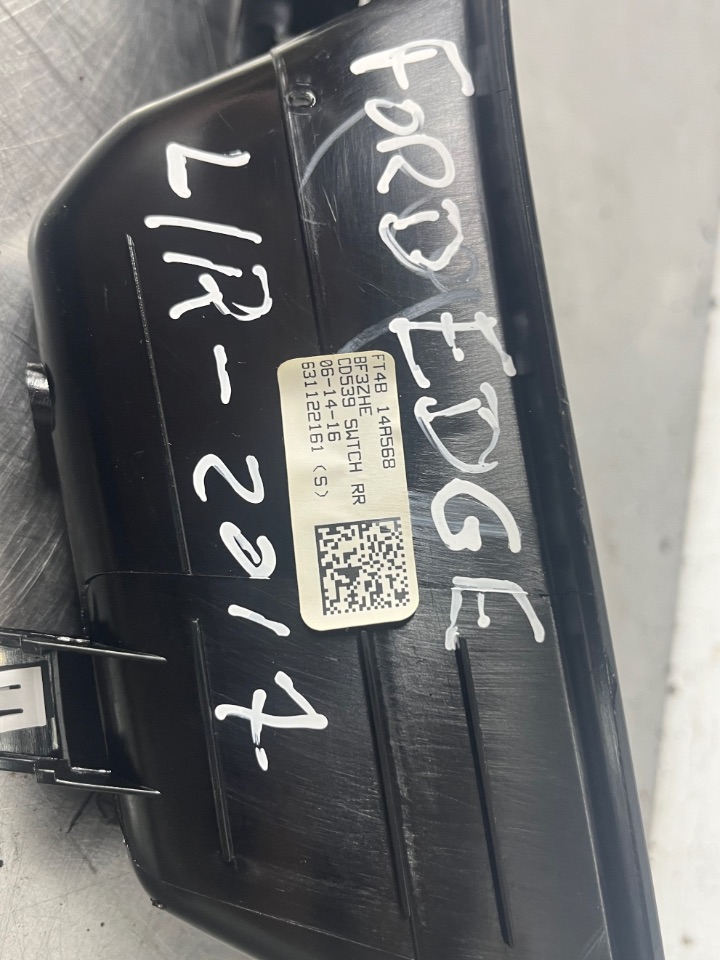 FORD EDGE
L/R-2017.
FT4B 14A568
BF3ZHE
CD539 SWTCH RR
06-14-16
631122161 (S)